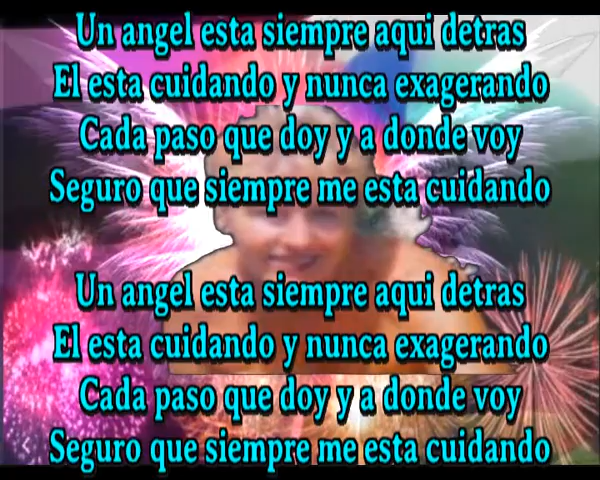 Un angel esta siempre aqui detras
El esta cuidando y nunca exagerando
Cada paso que doy y a donde voy
Seguro que siempre me esta cuidando
Un angel esta siempre aqui detras
El esta cuidando y nunca exagerando
Cada paso que doy y a donde voy
Seguro que siempre me esta cuidando